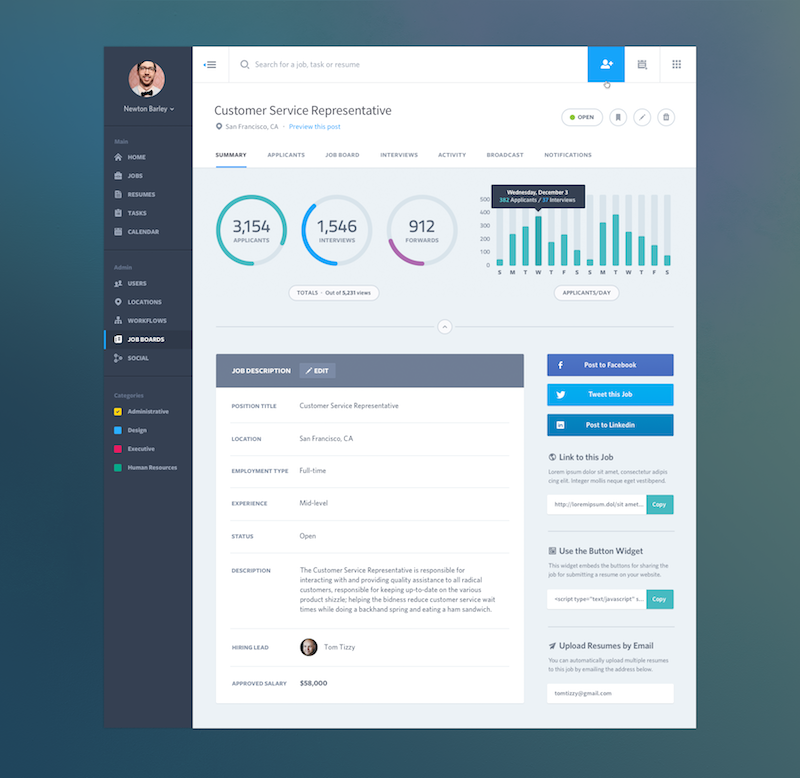 Newton Barley
Main
HOME
JOBS
RESUMES
TASKS
CALENDAR
Admin
USERS
LOCATIONS
WORKFLOWS
JOB BOARDS
SOCIAL
Categories
Administrative
Design
Executive
Human Resources
Search for a job, task or resume
Customer Service Representative
San Francisco, CA · Preview this post
OPEN
SUMMARY APPLICANTS JOB BOARD INTERVIEWS ACTIVITY BROADCAST NOTIFICATIONS
3,154
APPLICANTS
1,546
INTERVIEWS
912
FORWARDS
TOTALS - Out of 5,231 views
Wednesday, December 3
382 Applicants / 37 Interviews
500
400
300
200
100
0
S M T W T F S S M T W T F S
APPLICANTS/DAY
JOB DESCRIPTION EDIT
POSITION TITLE Customer Service Representative
LOCATION San Francisco, CA
EMPLOYMENT TYPE Full-time
EXPERIENCE Mid-level
STATUS Open
DESCRIPTION The Customer Service Representative is responsible for
interacting with and providing quality assistance to all radical
customers, responsible for keeping up-to-date on the various
product shizzle; helping the bidness reduce customer service wait
times while doing a backhand spring and eating a ham sandwich.
HIRING LEAD Tom Tizzy
APPROVED SALARY $58,000
Post to Facebook
Tweet this Job
Post to Linkedin
Link to this Job
Lorem ipsum dolor sit amet, consectetur adipis
cing elit. Integer mollis neque eget vestibpend.
http://loremipsum.dol/sit amet... Copy
Use the Button Widget
This widget embeds the buttons for sharing the
job for submitting a resume on your website.
<script type="text/javascript" s... Copy
Upload Resumes by Email
You can automatically upload multiple resumes
to this job by emailing the address below.
tomtizzy@gmail.com